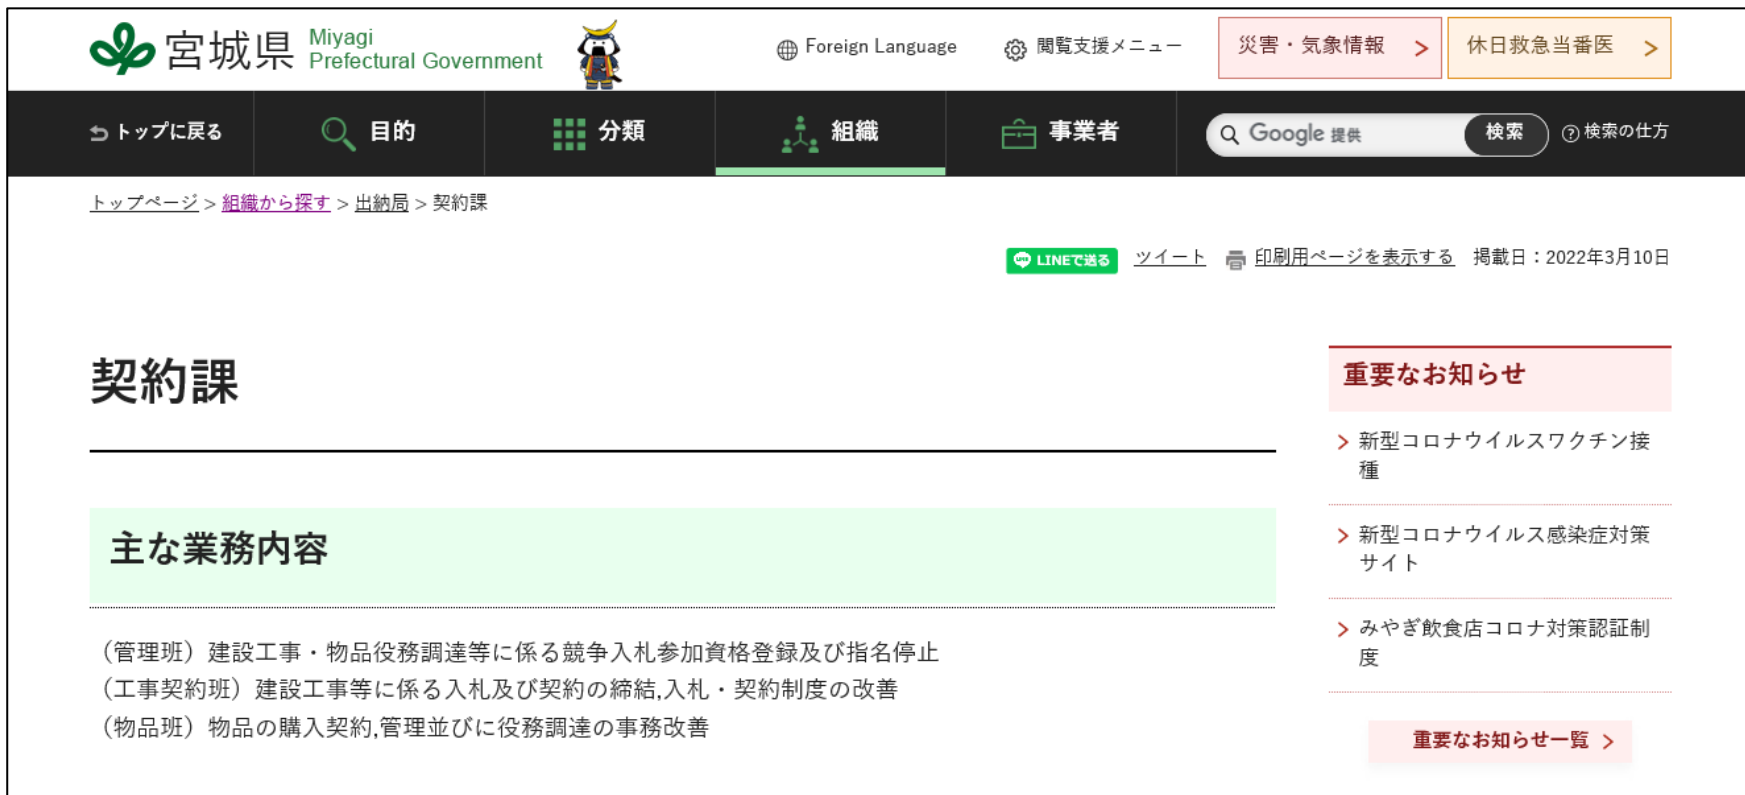 宮城県 Miyagi
Prefectural Government
Foreign Language
閲覧支援メニュー
災害・気象情報
休日救急当番医
トップに戻る
目的
分類
組織
事業者
Google 提供
検索
検索の仕方
トップページ > 組織から探す > 出納局 > 契約課
LINEで送る ツイート 印刷用ページを表示する 掲載日：2022年3月10日
契約課
主な業務内容
（管理班）建設工事・物品役務調達等に係る競争入札参加資格登録及び指名停止
（工事契約班）建設工事等に係る入札及び契約の締結,入札・契約制度の改善
（物品班）物品の購入契約,管理並びに役務調達の事務改善
重要なお知らせ
新型コロナウイルスワクチン接
種
新型コロナウイルス感染症対策
サイト
みやぎ飲食店コロナ対策認証制
度
重要なお知らせ一覧